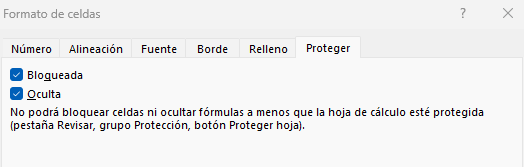 Formato de celdas ? ×
Número Alineación Fuente Borde Relleno Proteger
Bloqueada
Oculta
No podrá bloquear celdas ni ocultar fórmulas a menos que la hoja de cálculo esté protegida
(pestaña Revisar, grupo Protección, botón Proteger hoja).